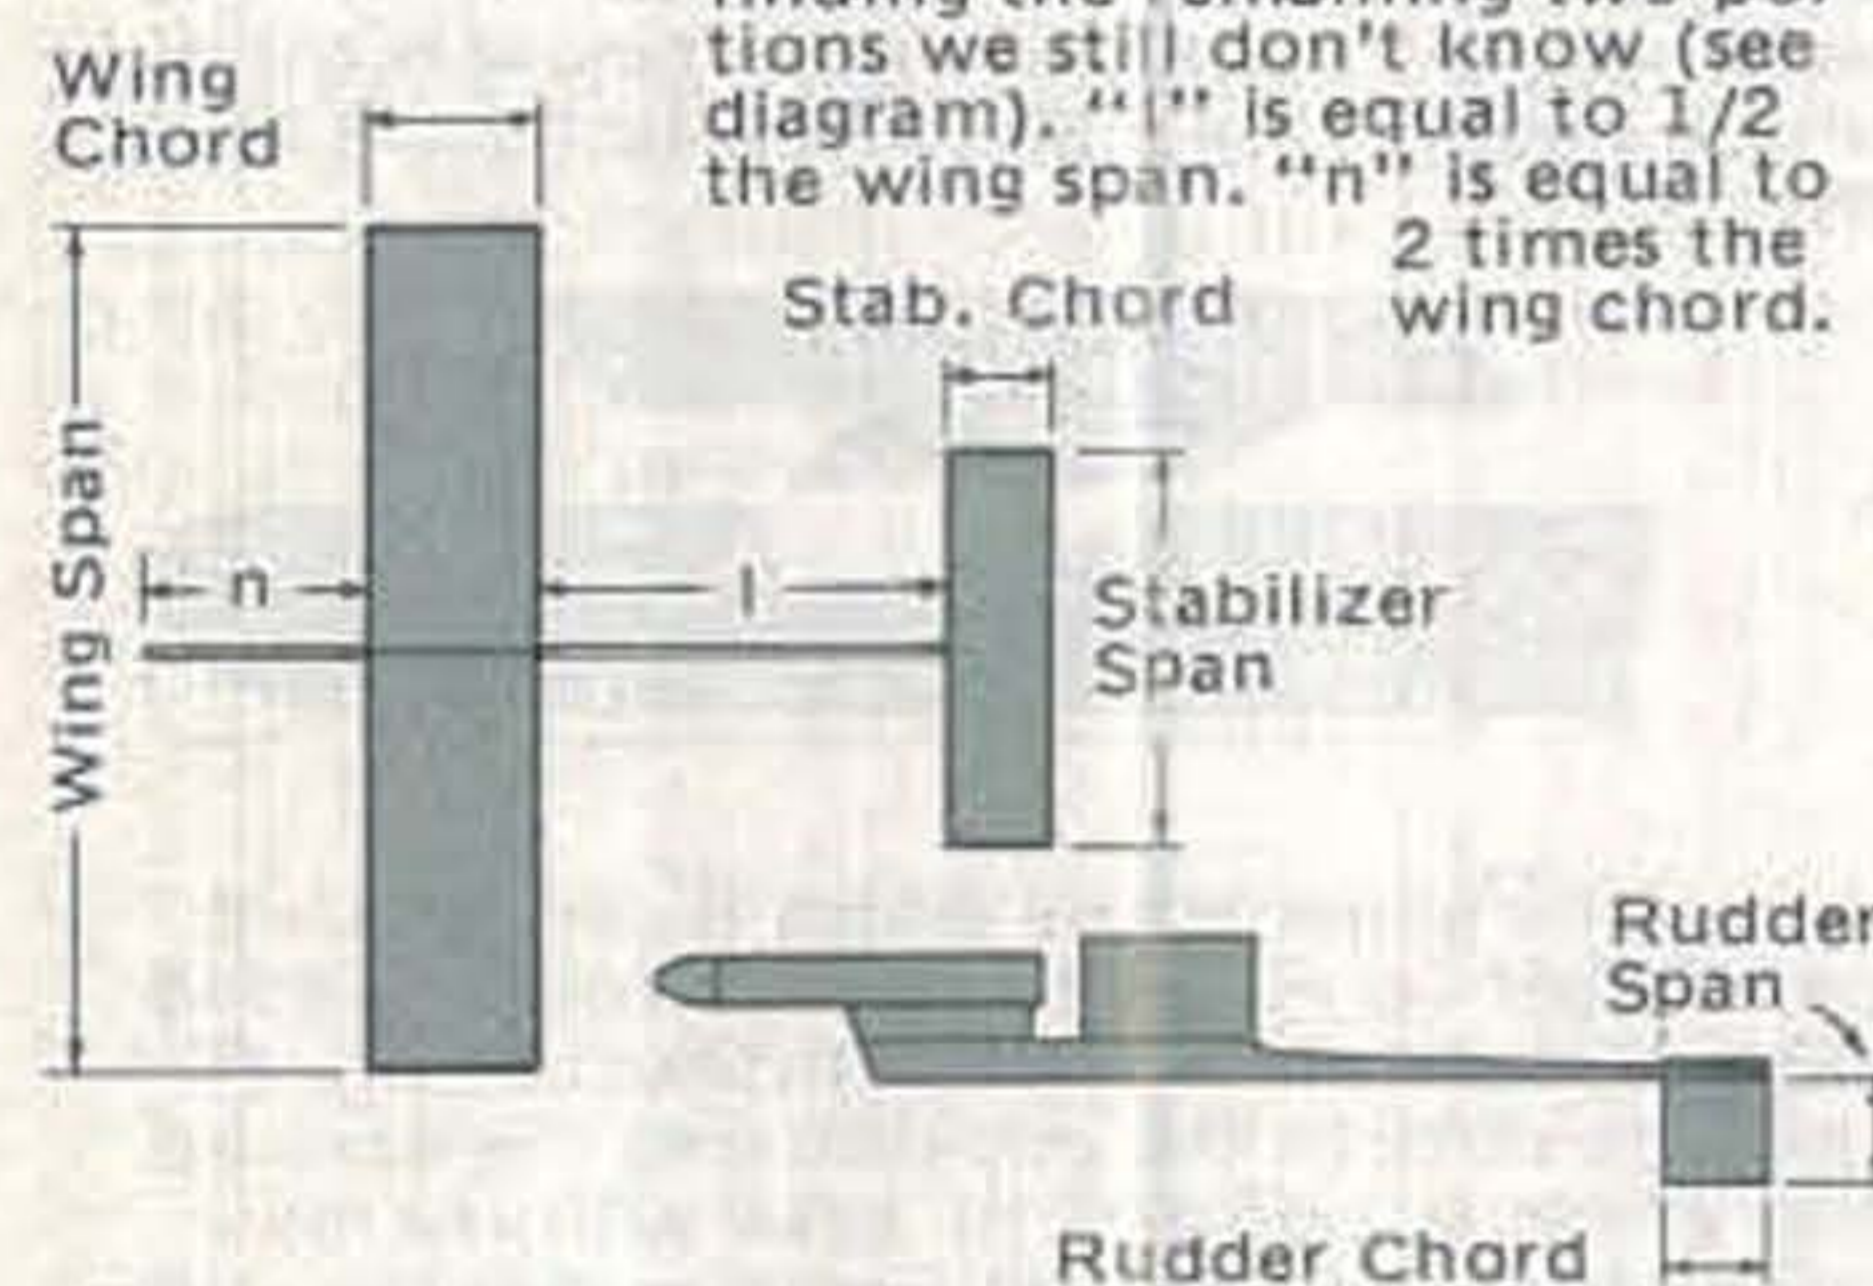 tions we still don't know (see
diagram). "l" is equal to 1/2
the wing span. "n" is equal to
2 times the
wing chord.
Wing
Chord
Stab. Chord
Wing Span
n
l
Stabilizer
Span
Rudder
Span
Rudder Chord